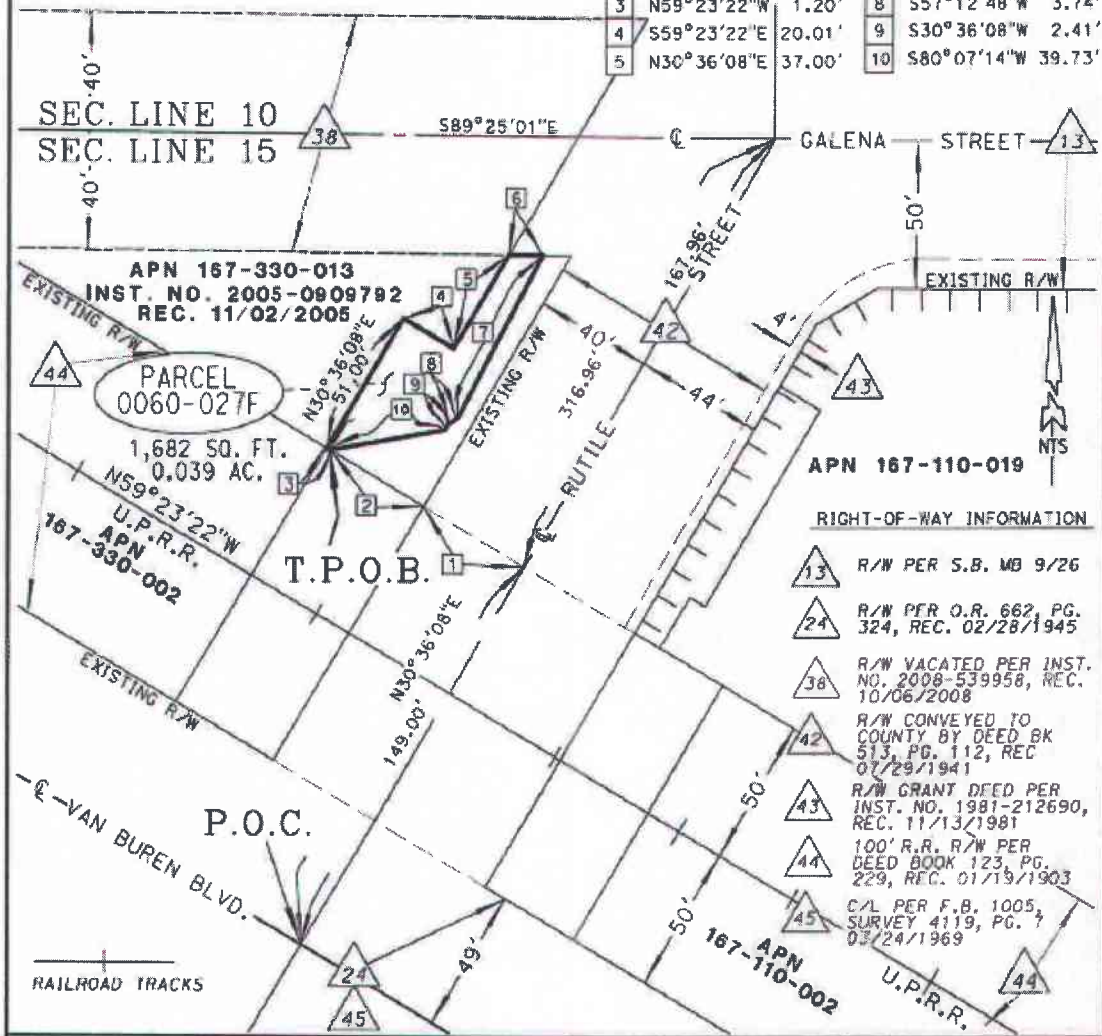 3 N59°23'22"W 1.20'
8 S57°12'48"W 3.74'
4 S59°23'22"E 20.01'
9 S30°36'08"W 2.41'
5 N30°36'08"E 37.00'
10 S80°07'14"W 39.73'
40'
SEC. LINE 10
SEC. LINE 15
40'
38
S89°25'01"E
℄
GALENA STREET
13
50'
6
APN 167-330-013
INST. NO. 2005-0909792
REC. 11/02/2005
EXISTING R/W
EXISTING R/W
5
4
7
8
9
10
167.96'
STREET
42
40'
44'
4'
43
44
PARCEL
0060-027F
1,682 SQ. FT.
0.039 AC.
N30°36'08"E
51.00'
EXISTING R/W
316.96'
℄ RUTILE
NTS
APN 167-110-019
3
2
1
N59°23'22"W
U.P.R.R.
APN
167-330-002
T.P.O.B.
RIGHT-OF-WAY INFORMATION
13 R/W PER S.B. MB 9/26
24 R/W PER O.R. 662, PG.
324, REC. 02/28/1945
38 R/W VACATED PER INST.
NO. 2008-539958, REC.
10/06/2008
42 R/W CONVEYED TO
COUNTY BY DEED BK
513, PG. 112, REC
07/29/1941
43 R/W GRANT DEED PER
INST. NO. 1981-212690,
REC. 11/13/1981
44 100' R.R. R/W PER
DEED BOOK 123, PG.
229, REC. 01/19/1903
45 C/L PER F.B. 1005,
SURVEY 4119, PG. 7
03/24/1969
EXISTING R/W
N30°36'08"E
149.00'
℄ VAN BUREN BLVD.
P.O.C.
50'
50'
49'
24
45
APN
167-110-002
U.P.R.R.
44
RAILROAD TRACKS